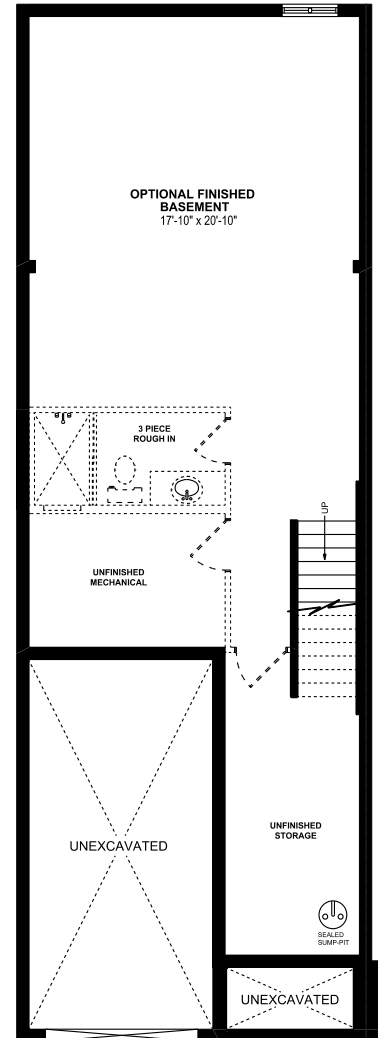 OPTIONAL FINISHED
BASEMENT
17'-10" x 20'-10"
3 PIECE
ROUGH IN
UP
UNFINISHED
MECHANICAL
UNFINISHED
STORAGE
UNEXCAVATED
SEALED
SUMP-PIT
UNEXCAVATED